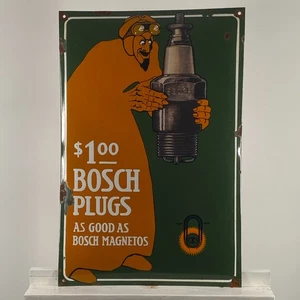 $1.00
BOSCH
PLUGS
AS GOOD AS
BOSCH MAGNETOS